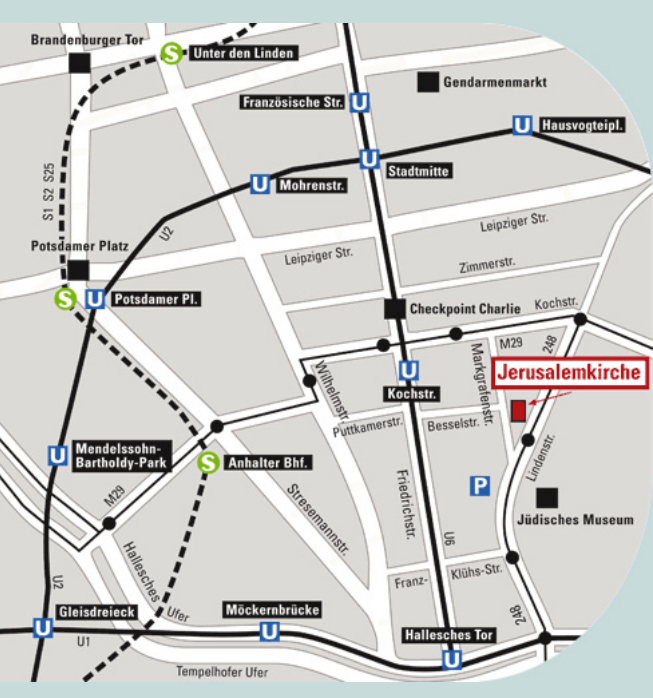 Brandenburger Tor
S
Unter den Linden
Gendarmenmarkt
Französische Str.
U
U
Hausvogteipl.
U
Stadtmitte
U
Mohrenstr.
S1 S2 S25
U2
Leipziger Str.
Leipziger Str.
Potsdamer Platz
Zimmerstr.
S
U
Potsdamer Pl.
Checkpoint Charlie
Kochstr.
M29
248
Wilhelmstr.
Markgrafenstr.
U
Kochstr.
Jerusalemkirche
Puttkamerstr.
Besselstr.
Lindenstr.
U
Mendelssohn-
Bartholdy-Park
S
Anhalter Bhf.
M29
P
Friedrichstr.
Stresemannstr.
Jüdisches Museum
U6
Hallesches Ufer
Franz-
Klühs-Str.
U2
248
U
Gleisdreieck
U1
Möckernbrücke
U
Hallesches Tor
U
Tempelhofer Ufer